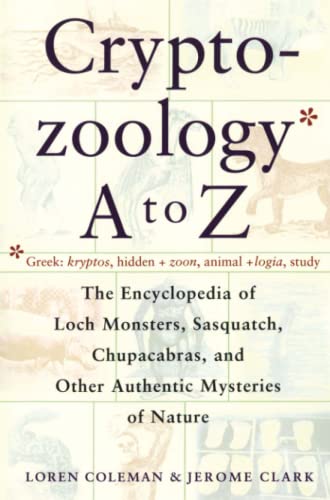 Crypto-
zoology*
A to Z
* Greek: kryptos, hidden + zoon, animal +logia, study
The Encyclopedia of
Loch Monsters, Sasquatch,
Chupacabras, and
Other Authentic Mysteries
of Nature
LOREN COLEMAN & JEROME CLARK